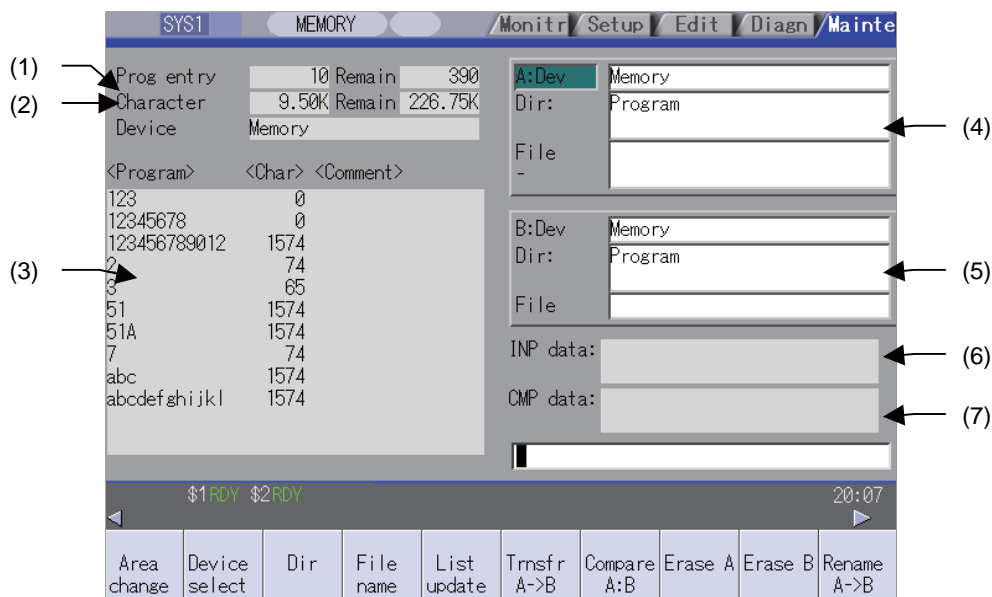 SYS1 MEMORY Monitr Setup Edit Diagn Mainte
(1)
(2)
Prog entry 10 Remain 390
Character 9.50K Remain 226.75K
Device Memory
<Program> <Char> <Comment>
123 0
12345678 0
123456789012 1574
2 74
3 65
51 1574
51A 1574
7 74
abc 1574
abcdefghijkl 1574
(3)
A:Dev Memory
Dir: Program
File
-
(4)
B:Dev Memory
Dir: Program
File
(5)
INP data:
(6)
CMP data:
(7)
$1 RDY $2 RDY 20:07
Area change
Device select
Dir
File name
List update
Trnsfr A->B
Compare A:B
Erase A
Erase B
Rename A->B